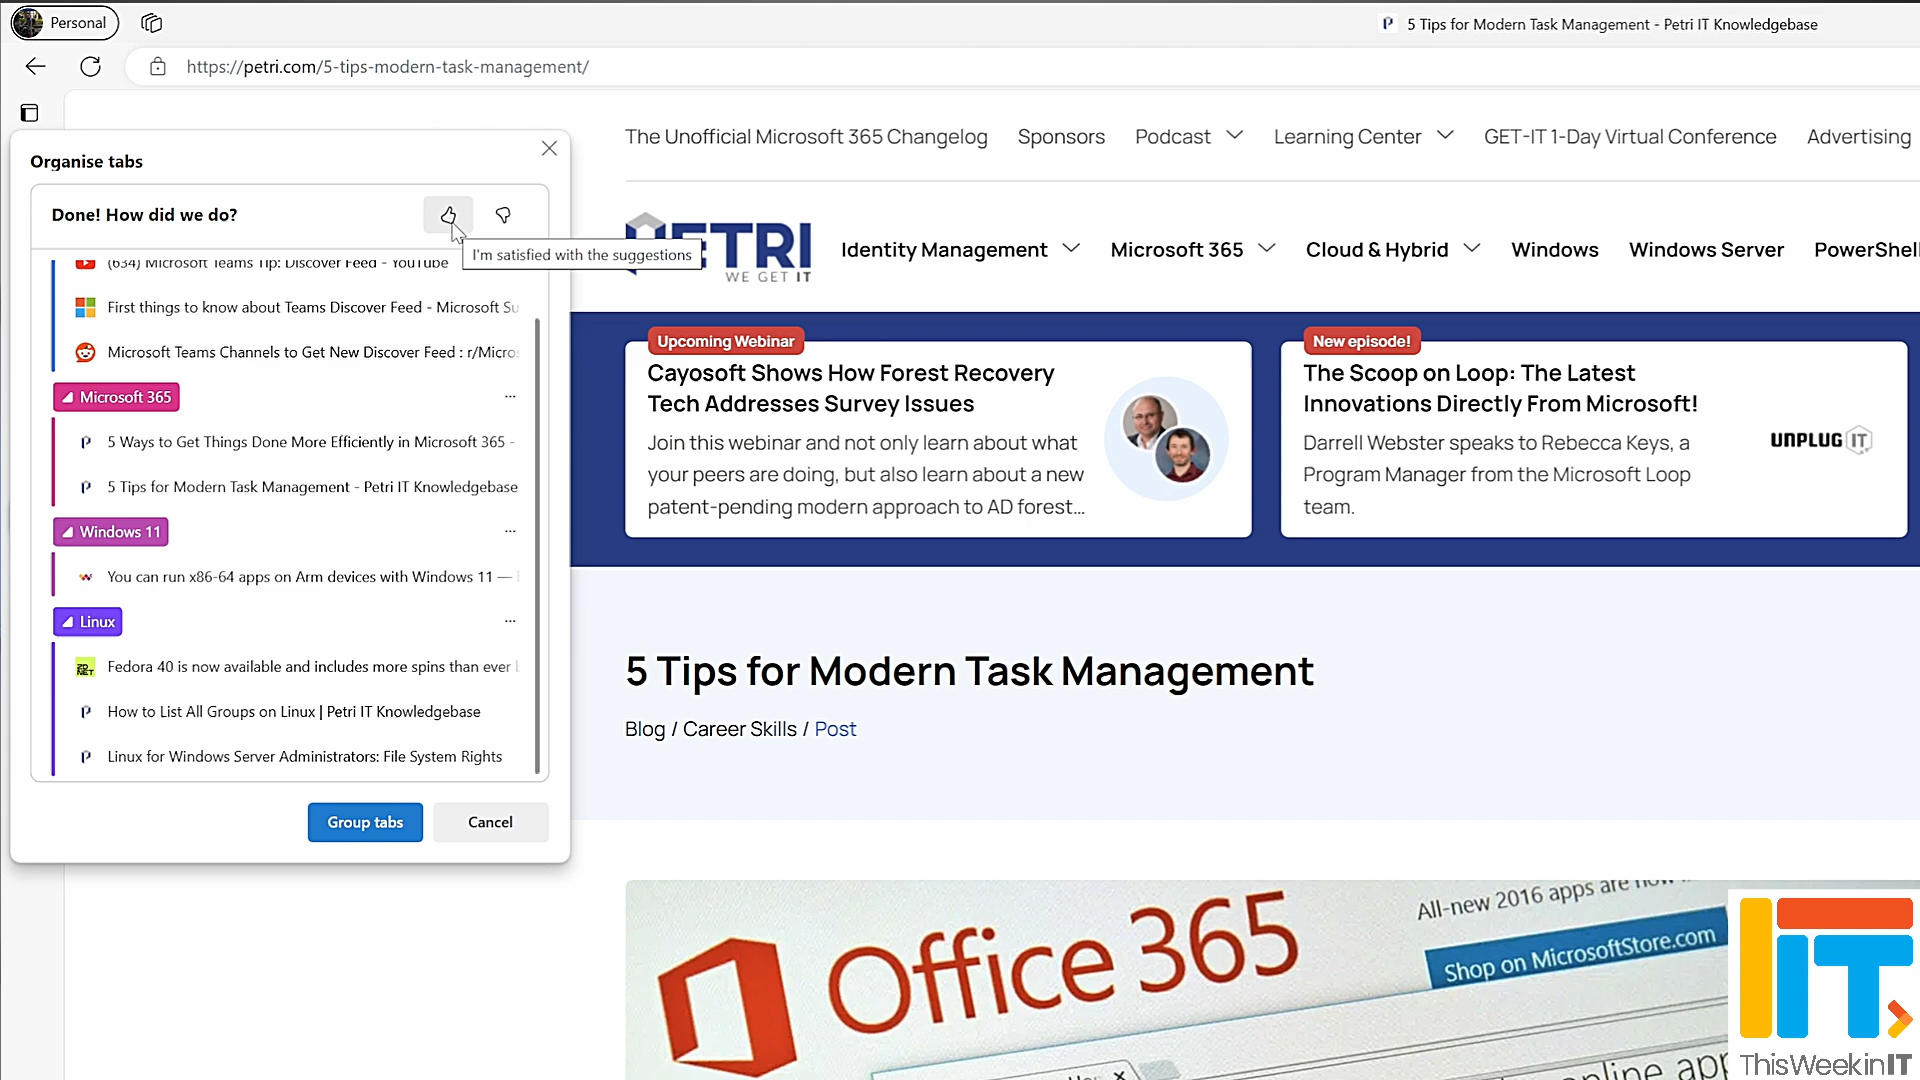 Personal
5 Tips for Modern Task Management - Petri IT Knowledgebase
https://petri.com/5-tips-modern-task-management/
The Unofficial Microsoft 365 Changelog Sponsors Podcast Learning Center GET-IT 1-Day Virtual Conference Advertising
Organise tabs
Done! How did we do?
I'm satisfied with the suggestions
(634) Microsoft Teams Tip: Discover Feed - YouTube
First things to know about Teams Discover Feed - Microsoft Su
Microsoft Teams Channels to Get New Discover Feed : r/Micros
Microsoft 365
5 Ways to Get Things Done More Efficiently in Microsoft 365 -
5 Tips for Modern Task Management - Petri IT Knowledgebase
Windows 11
You can run x86-64 apps on Arm devices with Windows 11 —
Linux
ZDNET
Fedora 40 is now available and includes more spins than ever
How to List All Groups on Linux | Petri IT Knowledgebase
Linux for Windows Server Administrators: File System Rights
Group tabs
Cancel
PETRI
WE GET IT
Identity Management Microsoft 365 Cloud & Hybrid Windows Windows Server PowerShell
Upcoming Webinar
Cayosoft Shows How Forest Recovery
Tech Addresses Survey Issues
Join this webinar and not only learn about what
your peers are doing, but also learn about a new
patent-pending modern approach to AD forest...
New episode!
The Scoop on Loop: The Latest
Innovations Directly From Microsoft!
Darrell Webster speaks to Rebecca Keys, a
Program Manager from the Microsoft Loop
team.
UNPLUG IT
5 Tips for Modern Task Management
Blog / Career Skills / Post
Office 365
All-new 2016 apps are now
Shop on MicrosoftStore.com
online app
IT
ThisWeekinIT